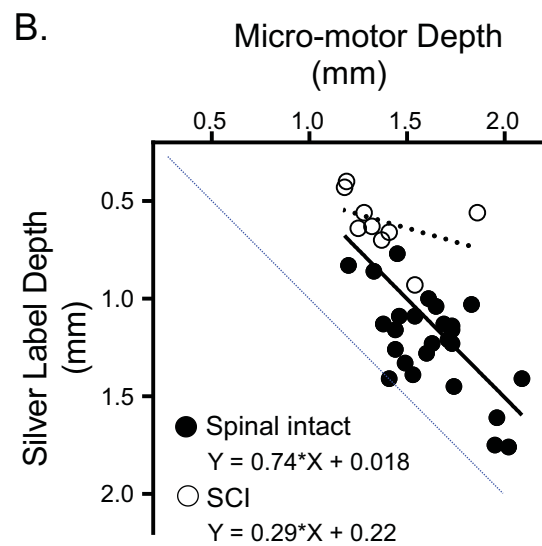 B.
Micro-motor Depth
(mm)
0.5 1.0 1.5 2.0
Silver Label Depth
(mm)
0.5
1.0
1.5
2.0
Spinal intact
Y = 0.74*X + 0.018
SCI
Y = 0.29*X + 0.22